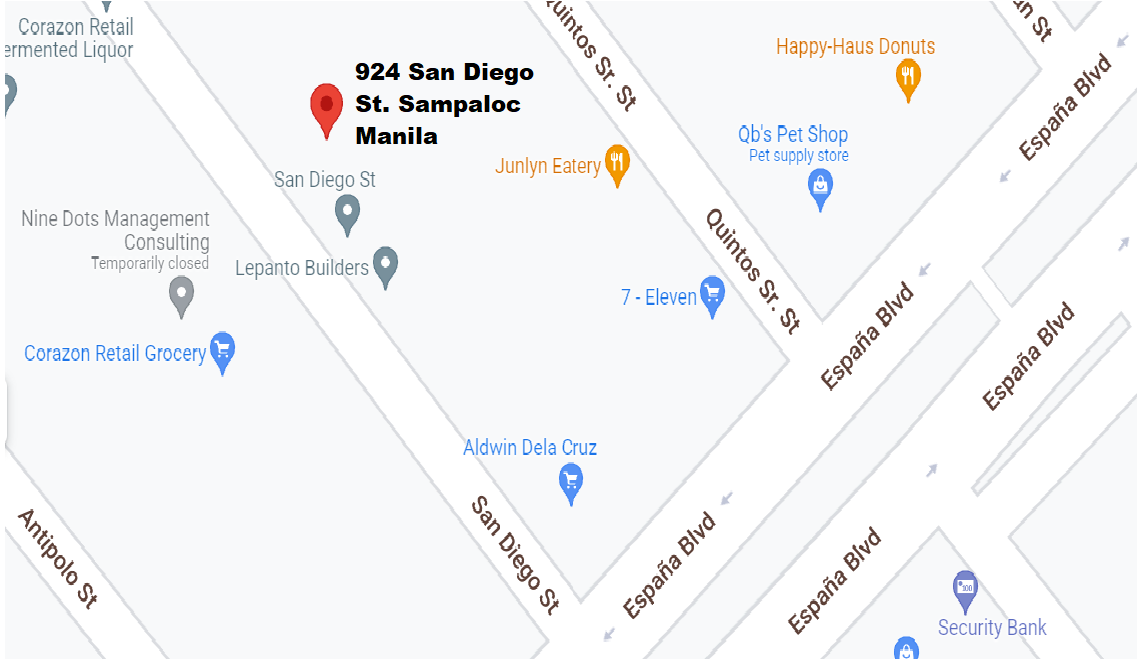 Corazon Retail
ermented Liquor
924 San Diego
St. Sampaloc
Manila
Quintos Sr. St
an St
Happy-Haus Donuts
España Blvd
Qb's Pet Shop
Pet supply store
Junlyn Eatery
San Diego St
Nine Dots Management
Consulting
Temporarily closed
Lepanto Builders
Quintos Sr. St
7 - Eleven
España Blvd
España Blvd
Corazon Retail Grocery
Aldwin Dela Cruz
San Diego St
Antipolo St
España Blvd
España Blvd
Security Bank